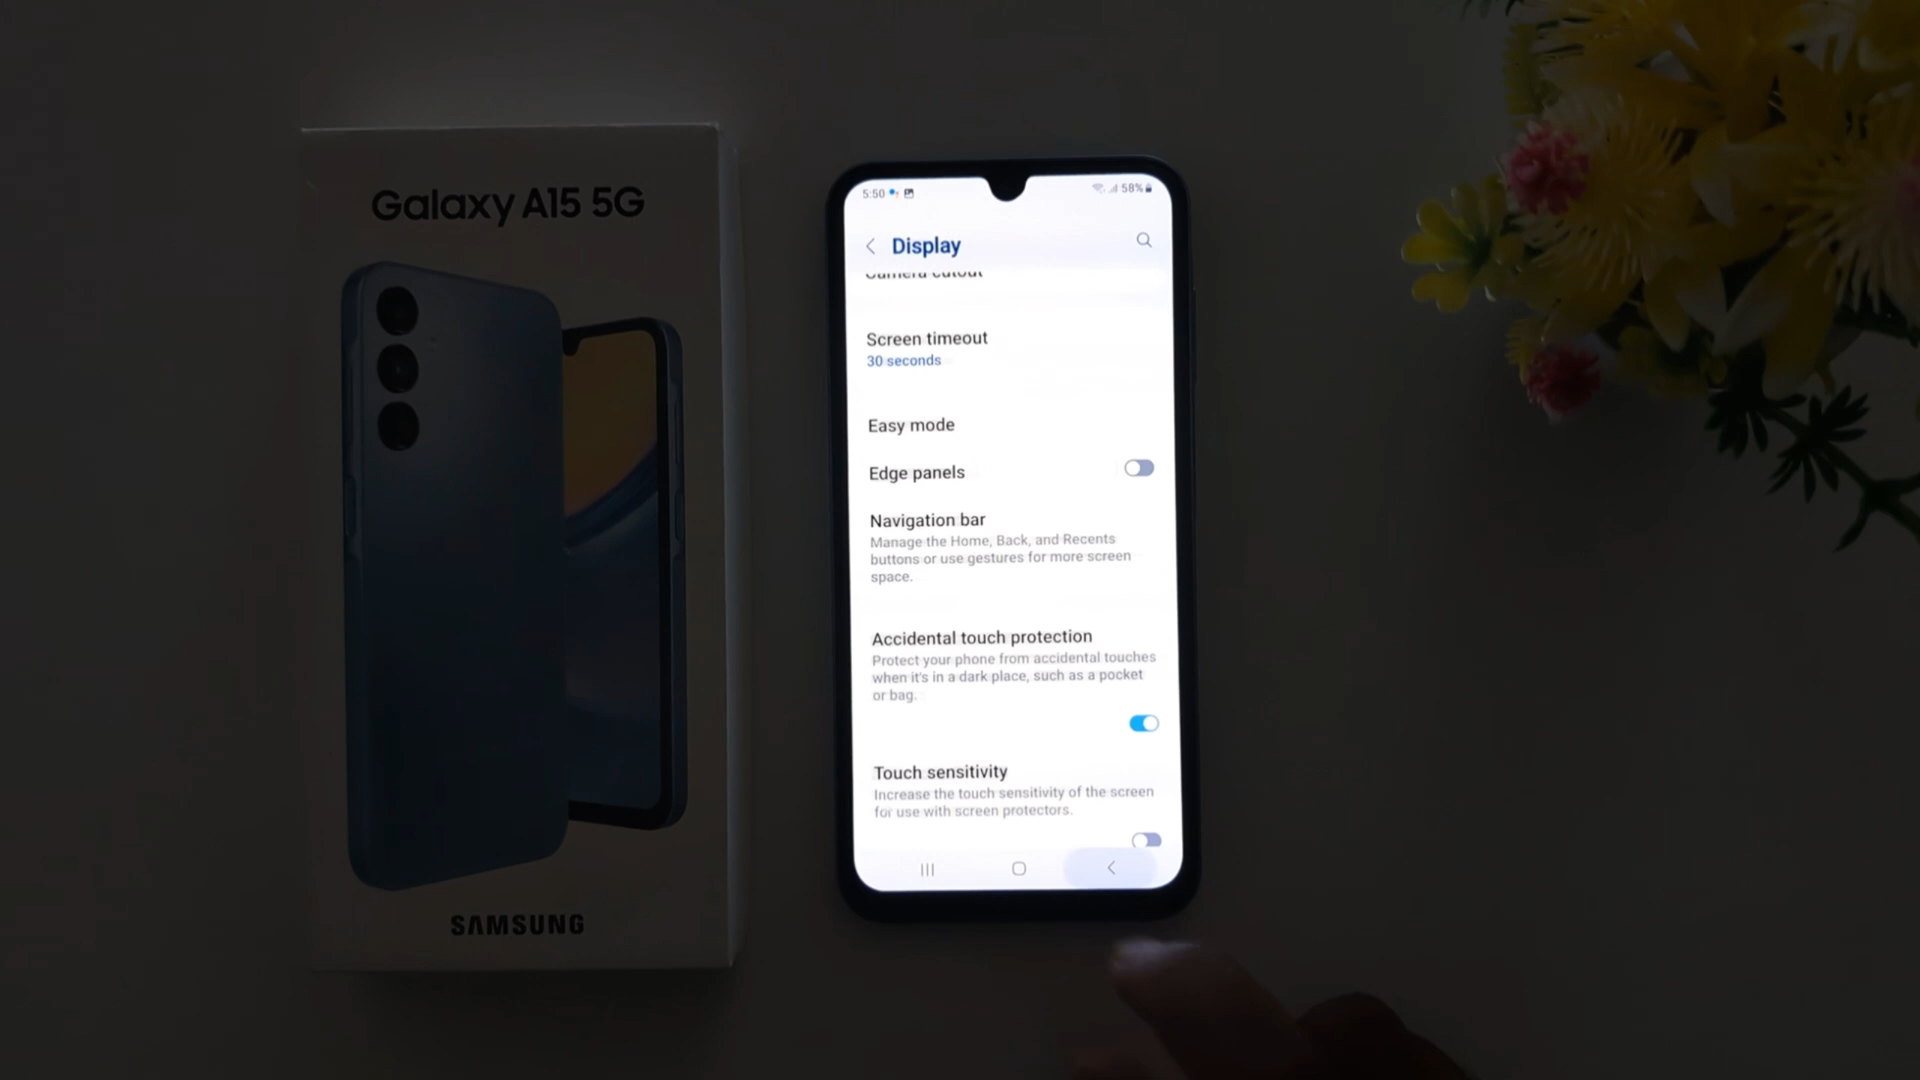 Galaxy A15 5G
SAMSUNG
5:50
58%
Display
Camera cutout
Screen timeout
30 seconds
Easy mode
Edge panels
Navigation bar
Manage the Home, Back, and Recents
buttons or use gestures for more screen
space.
Accidental touch protection
Protect your phone from accidental touches
when it's in a dark place, such as a pocket
or bag.
Touch sensitivity
Increase the touch sensitivity of the screen
for use with screen protectors.